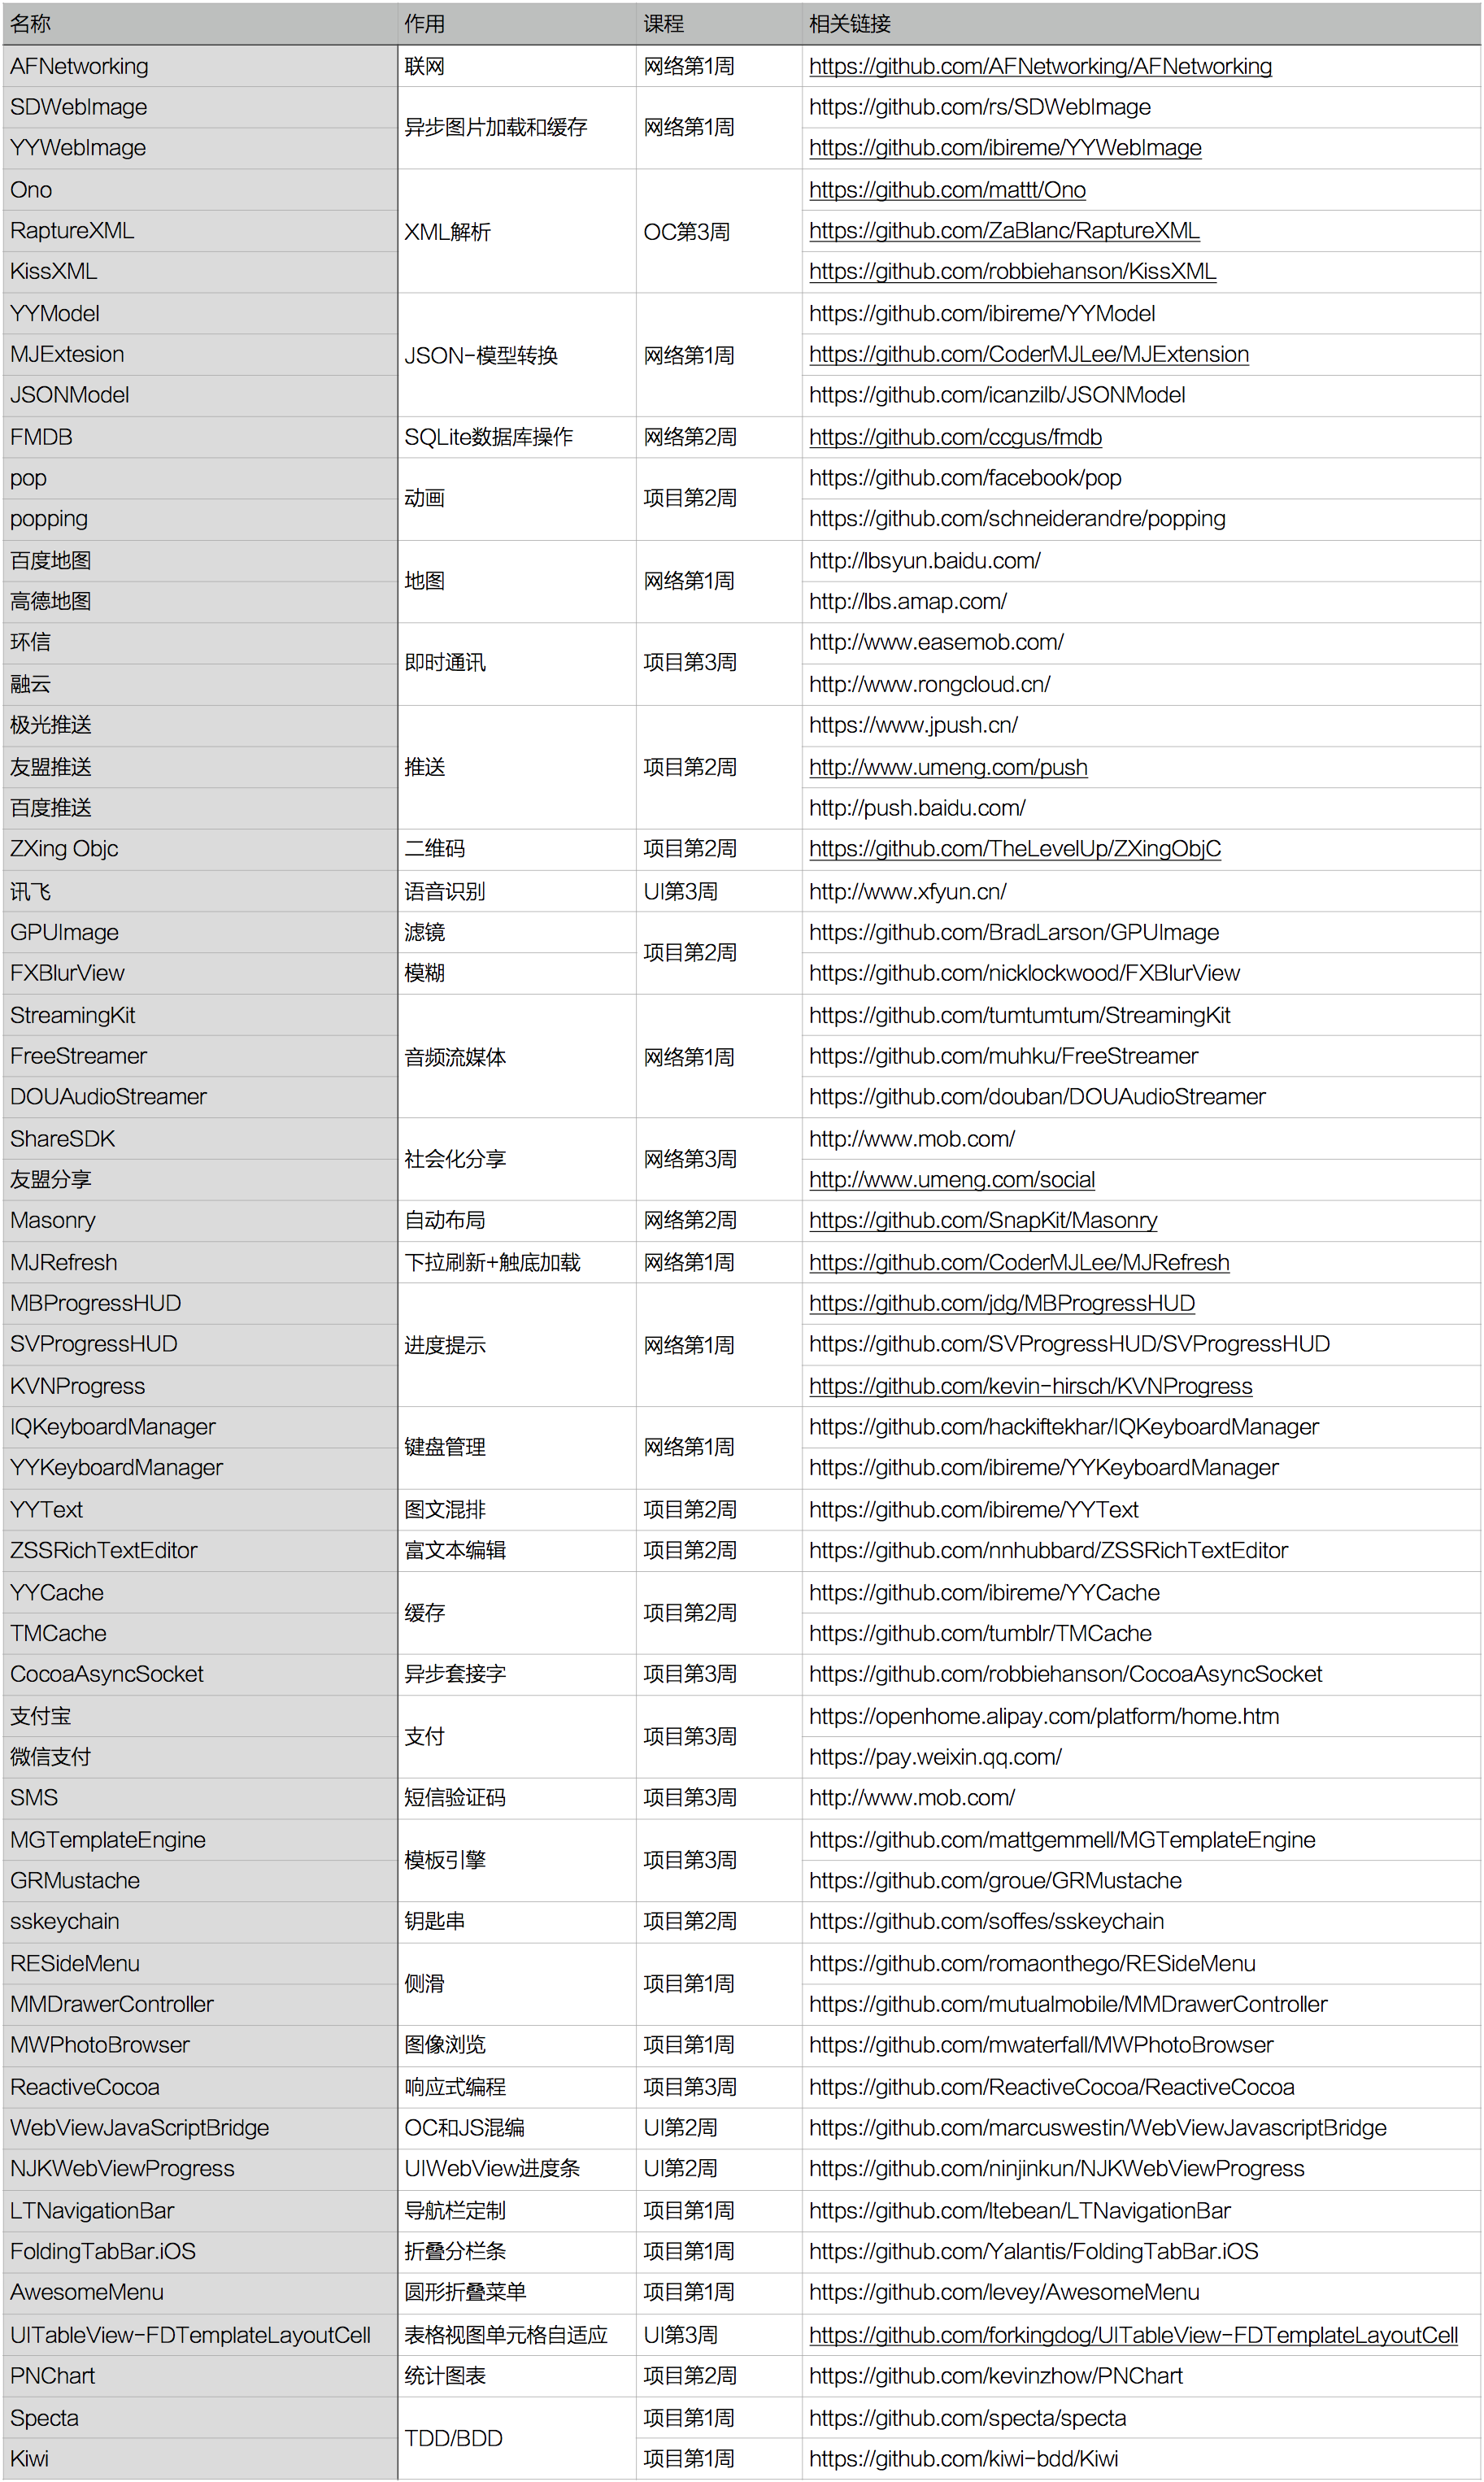 名称 作用 课程 相关链接
AFNetworking 联网 网络第1周 https://github.com/AFNetworking/AFNetworking
SDWebImage 异步图片加载和缓存 网络第1周 https://github.com/rs/SDWebImage
YYWebImage https://github.com/ibireme/YYWebImage
Ono XML解析 OC第3周 https://github.com/mattt/Ono
RaptureXML https://github.com/ZaBlanc/RaptureXML
KissXML https://github.com/robbiehanson/KissXML
YYModel JSON-模型转换 网络第1周 https://github.com/ibireme/YYModel
MJExtesion https://github.com/CoderMJLee/MJExtension
JSONModel https://github.com/icanzilb/JSONModel
FMDB SQLite数据库操作 网络第2周 https://github.com/ccgus/fmdb
pop 动画 项目第2周 https://github.com/facebook/pop
popping https://github.com/schneiderandre/popping
百度地图 地图 网络第1周 http://lbsyun.baidu.com/
高德地图 http://lbs.amap.com/
环信 即时通讯 项目第3周 http://www.easemob.com/
融云 http://www.rongcloud.cn/
极光推送 推送 项目第2周 https://www.jpush.cn/
友盟推送 http://www.umeng.com/push
百度推送 http://push.baidu.com/
ZXing Objc 二维码 项目第2周 https://github.com/TheLevelUp/ZXingObjC
讯飞 语音识别 UI第3周 http://www.xfyun.cn/
GPUImage 滤镜 项目第2周 https://github.com/BradLarson/GPUImage
FXBlurView 模糊 https://github.com/nicklockwood/FXBlurView
StreamingKit 音频流媒体 网络第1周 https://github.com/tumtumtum/StreamingKit
FreeStreamer https://github.com/muhku/FreeStreamer
DOUAudioStreamer https://github.com/douban/DOUAudioStreamer
ShareSDK 社会化分享 网络第3周 http://www.mob.com/
友盟分享 http://www.umeng.com/social
Masonry 自动布局 网络第2周 https://github.com/SnapKit/Masonry
MJRefresh 下拉刷新+触底加载 网络第1周 https://github.com/CoderMJLee/MJRefresh
MBProgressHUD 进度提示 网络第1周 https://github.com/jdg/MBProgressHUD
SVProgressHUD https://github.com/SVProgressHUD/SVProgressHUD
KVNProgress https://github.com/kevin-hirsch/KVNProgress
IQKeyboardManager 键盘管理 网络第1周 https://github.com/hackiftekhar/IQKeyboardManager
YYKeyboardManager https://github.com/ibireme/YYKeyboardManager
YYText 图文混排 项目第2周 https://github.com/ibireme/YYText
ZSSRichTextEditor 富文本编辑 项目第2周 https://github.com/nnhubbard/ZSSRichTextEditor
YYCache 缓存 项目第2周 https://github.com/ibireme/YYCache
TMCache https://github.com/tumblr/TMCache
CocoaAsyncSocket 异步套接字 项目第3周 https://github.com/robbiehanson/CocoaAsyncSocket
支付宝 支付 项目第3周 https://openhome.alipay.com/platform/home.htm
微信支付 https://pay.weixin.qq.com/
SMS 短信验证码 项目第3周 http://www.mob.com/
MGTemplateEngine 模板引擎 项目第3周 https://github.com/mattgemmell/MGTemplateEngine
GRMustache https://github.com/groue/GRMustache
sskeychain 钥匙串 项目第2周 https://github.com/soffes/sskeychain
RESideMenu 侧滑 项目第1周 https://github.com/romaonthego/RESideMenu
MMDrawerController https://github.com/mutualmobile/MMDrawerController
MWPhotoBrowser 图像浏览 项目第1周 https://github.com/mwaterfall/MWPhotoBrowser
ReactiveCocoa 响应式编程 项目第3周 https://github.com/ReactiveCocoa/ReactiveCocoa
WebViewJavaScriptBridge OC和JS混编 UI第2周 https://github.com/marcuswestin/WebViewJavascriptBridge
NJKWebViewProgress UIWebView进度条 UI第2周 https://github.com/ninjinkun/NJKWebViewProgress
LTNavigationBar 导航栏定制 项目第1周 https://github.com/ltebean/LTNavigationBar
FoldingTabBar.iOS 折叠分栏条 项目第1周 https://github.com/Yalantis/FoldingTabBar.iOS
AwesomeMenu 圆形折叠菜单 项目第1周 https://github.com/levey/AwesomeMenu
UITableView-FDTemplateLayoutCell 表格视图单元格自适应 UI第3周 https://github.com/forkingdog/UITableView-FDTemplateLayoutCell
PNChart 统计图表 项目第2周 https://github.com/kevinzhow/PNChart
Specta TDD/BDD 项目第1周 https://github.com/specta/specta
Kiwi 项目第1周 https://github.com/kiwi-bdd/Kiwi